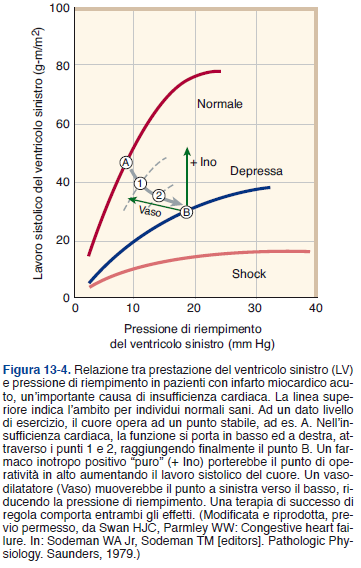 Lavoro sistolico del ventricolo sinistro (g-m/m²)
100
80
60
40
20
0
Normale
A
+ Ino
1
2
Depressa
Vaso
B
Shock
0 10 20 30 40
Pressione di riempimento
del ventricolo sinistro (mm Hg)
Figura 13-4. Relazione tra prestazione del ventricolo sinistro (LV)
e pressione di riempimento in pazienti con infarto miocardico acu-
to, un’importante causa di insufficienza cardiaca. La linea supe-
riore indica l’ambito per individui normali sani. Ad un dato livello
di esercizio, il cuore opera ad un punto stabile, ad es. A. Nell’in-
sufficienza cardiaca, la funzione si porta in basso ed a destra, at-
traverso i punti 1 e 2, raggiungendo finalmente il punto B. Un far-
maco inotropo positivo “puro” (+ Ino) porterebbe il punto di ope-
ratività in alto aumentando il lavoro sistolico del cuore. Un vaso-
dilatatore (Vaso) muoverebbe il punto a sinistra verso il basso, ri-
ducendo la pressione di riempimento. Una terapia di successo di
regola comporta entrambi gli effetti. (Modificata e riprodotta, pre-
vio permesso, da Swan HJC, Parmley WW: Congestive heart fai-
lure. In: Sodeman WA Jr, Sodeman TM [editors]. Pathologic Phy-
siology. Saunders, 1979.)